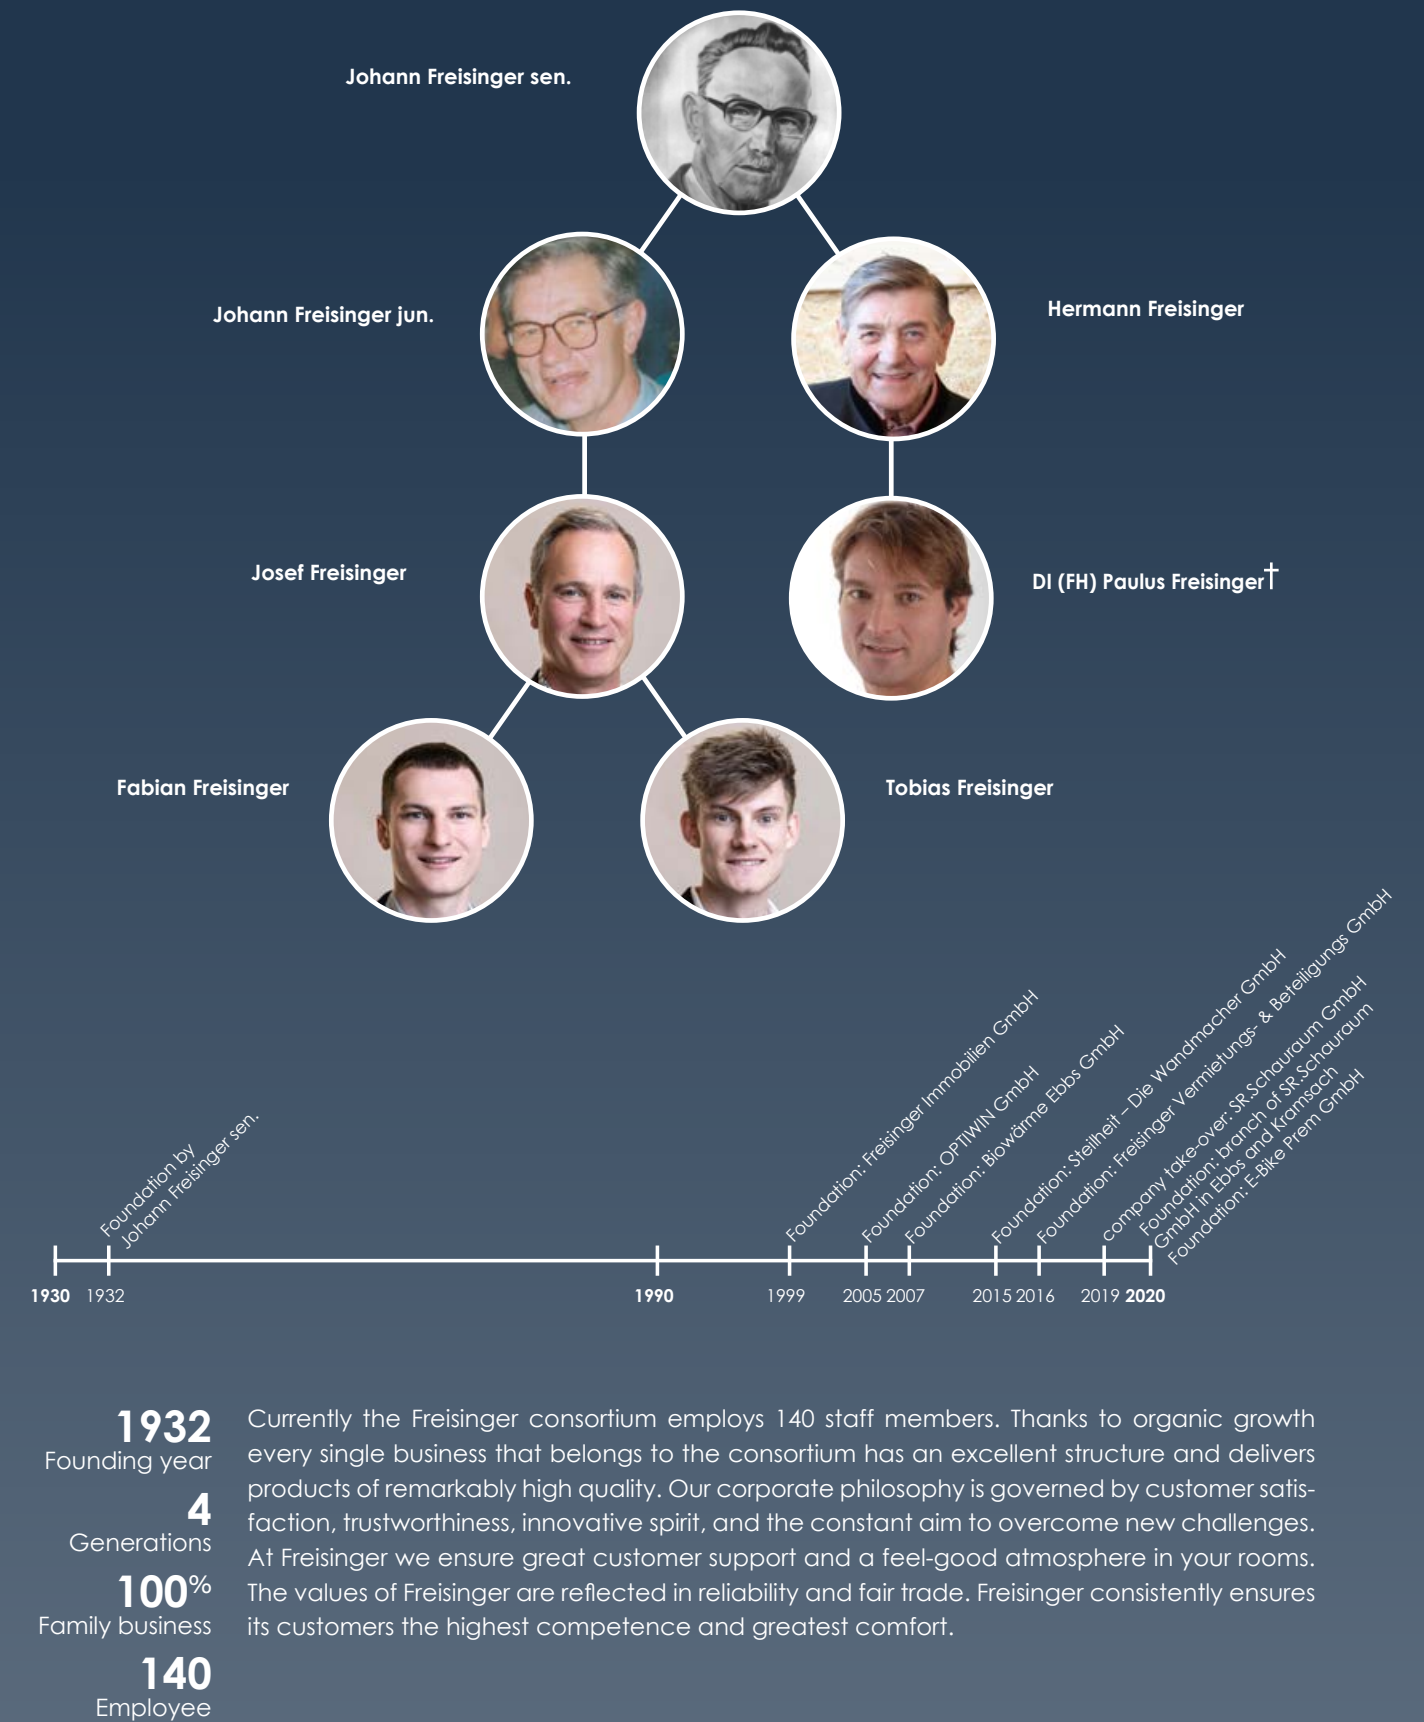 Johann Freisinger sen.
Johann Freisinger jun.
Hermann Freisinger
Josef Freisinger
DI (FH) Paulus Freisinger†
Fabian Freisinger
Tobias Freisinger
Foundation by
Johann Freisinger sen.
Foundation: Freisinger Immobilien GmbH
Foundation: OPTIWIN GmbH
Foundation: Biowärme Ebbs GmbH
Foundation: Steilheit – Die Wandmacher GmbH
Foundation: Freisinger Vermietungs- & Beteiligungs GmbH
company take-over: SR.Schauraum GmbH
Foundation: branch of SR.Schauraum
GmbH in Ebbs and Kramsach
Foundation: E-Bike Prem GmbH
1930 1932 1990 1999 2005 2007 2015 2016 2019 2020
1932
Founding year
4
Generations
100%
Family business
140
Employee
Currently the Freisinger consortium employs 140 staff members. Thanks to organic growth
every single business that belongs to the consortium has an excellent structure and delivers
products of remarkably high quality. Our corporate philosophy is governed by customer satis-
faction, trustworthiness, innovative spirit, and the constant aim to overcome new challenges.
At Freisinger we ensure great customer support and a feel-good atmosphere in your rooms.
The values of Freisinger are reflected in reliability and fair trade. Freisinger consistently ensures
its customers the highest competence and greatest comfort.